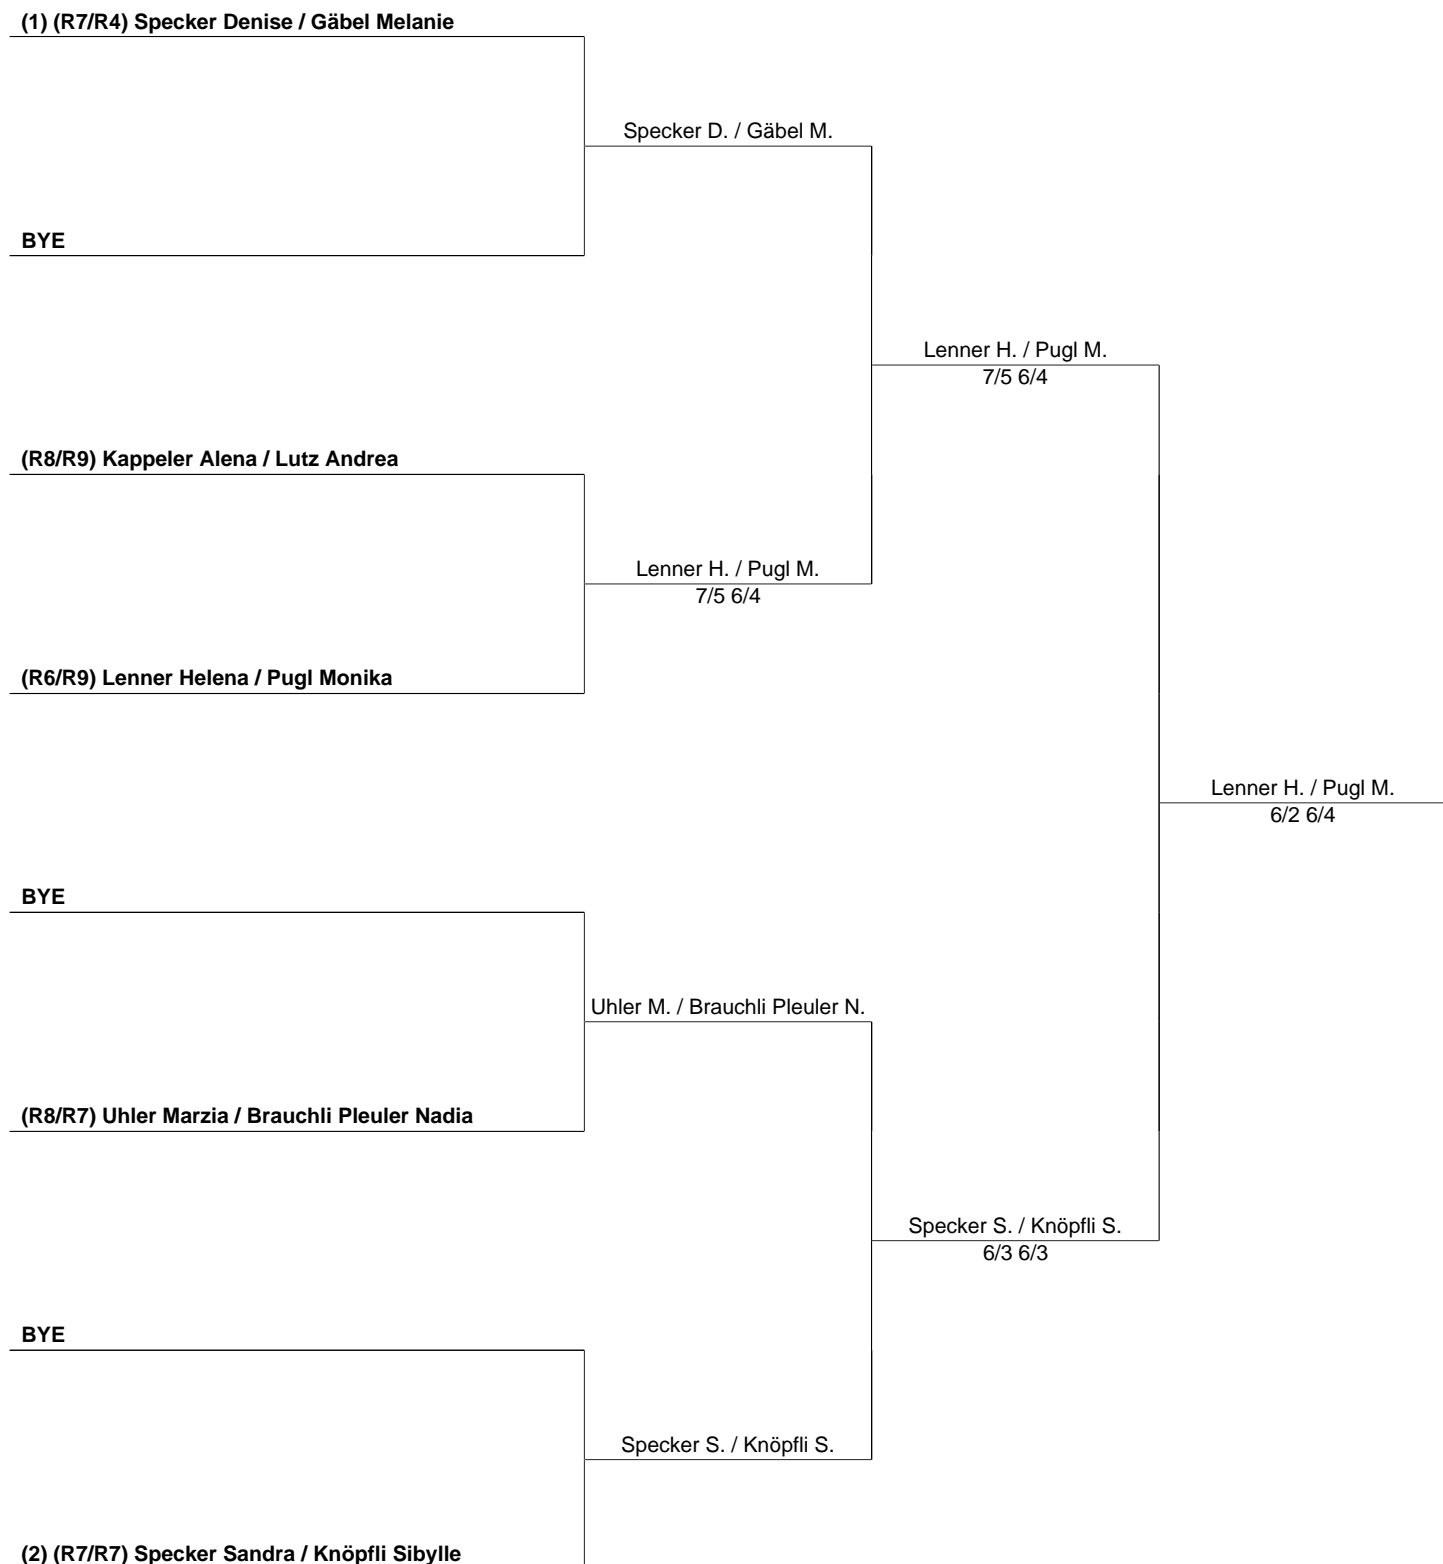 (1) (R7/R4) Specker Denise / Gäbel Melanie
Specker D. / Gäbel M.
BYE
Lenner H. / Pugl M.
7/5 6/4
(R8/R9) Kappeler Alena / Lutz Andrea
Lenner H. / Pugl M.
7/5 6/4
(R6/R9) Lenner Helena / Pugl Monika
Lenner H. / Pugl M.
6/2 6/4
BYE
Uhler M. / Brauchli Pleuler N.
(R8/R7) Uhler Marzia / Brauchli Pleuler Nadia
Specker S. / Knöpfli S.
6/3 6/3
BYE
Specker S. / Knöpfli S.
(2) (R7/R7) Specker Sandra / Knöpfli Sibylle